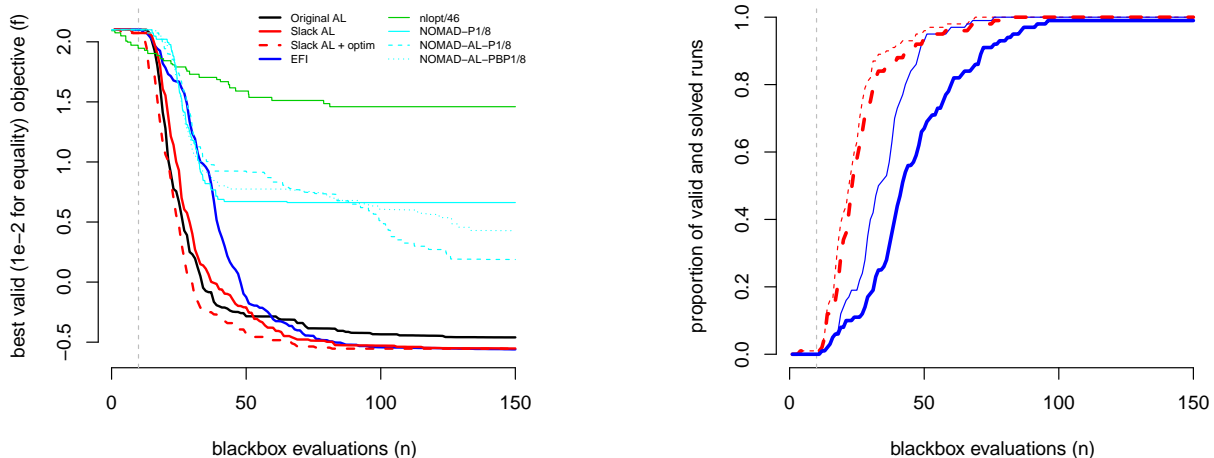 best valid (1e−2 for equality) objective (f)
2.0
1.5
1.0
0.5
0.0
−0.5
Original AL
Slack AL
Slack AL + optim
EFI
nlopt/46
NOMAD−P1/8
NOMAD−AL−P1/8
NOMAD−AL−PBP1/8
0 50 100 150
blackbox evaluations (n)
proportion of valid and solved runs
1.0
0.8
0.6
0.4
0.2
0.0
0 50 100 150
blackbox evaluations (n)